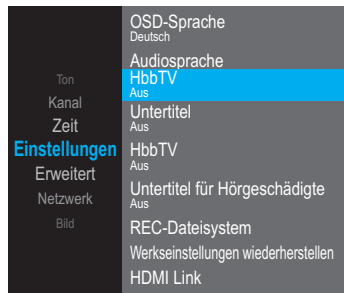 Ton
Kanal
Zeit
Einstellungen
Erweitert
Netzwerk
Bild
OSD-Sprache
Deutsch
Audiosprache
HbbTV
Aus
Untertitel
Aus
HbbTV
Aus
Untertitel für Hörgeschädigte
Aus
REC-Dateisystem
Werkseinstellungen wiederherstellen
HDMI Link